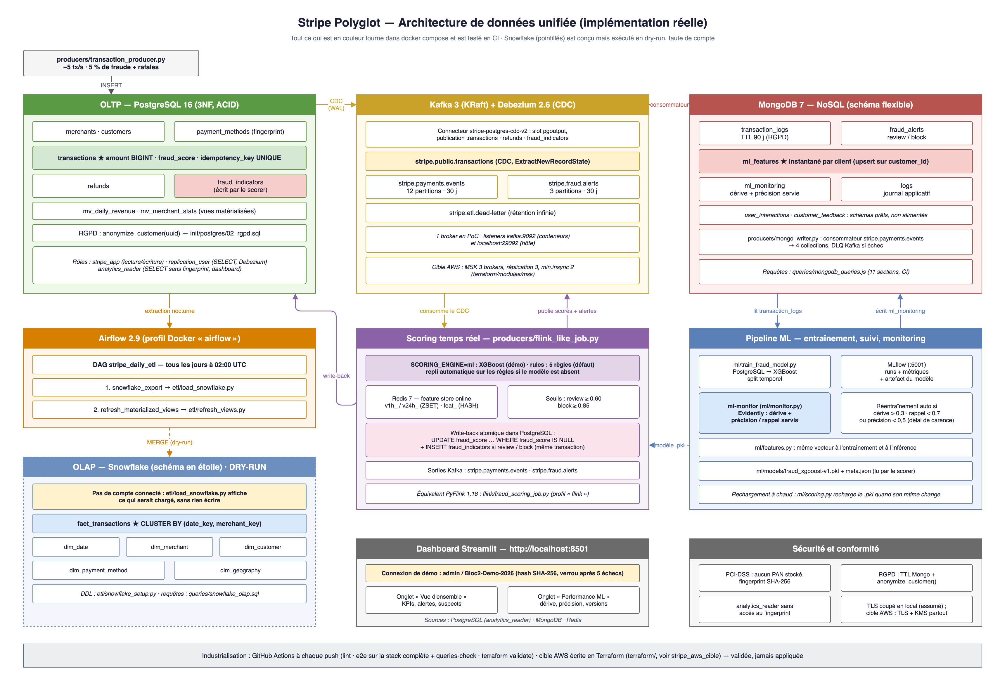 Stripe Polyglot — Architecture de données unifiée (implémentation réelle)
Tout ce qui est en couleur tourne dans docker compose et est testé en CI · Snowflake (pointillés) est conçu mais exécuté en dry-run, faute de compte
producers/transaction_producer.py
~5 tx/s · 5 % de fraude + rafales
INSERT
OLTP — PostgreSQL 16 (3NF, ACID)
merchants · customers
payment_methods (fingerprint)
transactions ★ amount BIGINT · fraud_score · idempotency_key UNIQUE
refunds
fraud_indicators
(écrit par le scorer)
mv_daily_revenue · mv_merchant_stats (vues matérialisées)
RGPD : anonymize_customer(uuid) — init/postgres/02_rgpd.sql
Rôles : stripe_app (lecture/écriture) · replication_user (SELECT, Debezium)
analytics_reader (SELECT sans fingerprint, dashboard)
CDC
(WAL)
Kafka 3 (KRaft) + Debezium 2.6 (CDC)
Connecteur stripe-postgres-cdc-v2 : slot pgoutput,
publication transactions · refunds · fraud_indicators
stripe.public.transactions (CDC, ExtractNewRecordState)
stripe.payments.events
12 partitions · 30 j
stripe.fraud.alerts
3 partitions · 30 j
stripe.etl.dead-letter (rétention infinie)
1 broker en PoC · listeners kafka:9092 (conteneurs)
et localhost:29092 (hôte)
Cible AWS : MSK 3 brokers, réplication 3, min.insync 2
(terraform/modules/msk)
consommateur
MongoDB 7 — NoSQL (schéma flexible)
transaction_logs
TTL 90 j (RGPD)
fraud_alerts
review / block
ml_features ★ instantané par client (upsert sur customer_id)
ml_monitoring
dérive + précision servie
logs
journal applicatif
user_interactions · customer_feedback : schémas prêts, non alimentés
producers/mongo_writer.py : consommateur stripe.payments.events
→ 4 collections, DLQ Kafka si échec
Requêtes : queries/mongodb_queries.js (11 sections, CI)
extraction nocturne
consomme le CDC
publie scorés + alertes
lit transaction_logs
écrit ml_monitoring
Airflow 2.9 (profil Docker « airflow »)
DAG stripe_daily_etl — tous les jours à 02:00 UTC
1. snowflake_export → etl/load_snowflake.py
2. refresh_materialized_views → etl/refresh_views.py
write-back
MERGE (dry-run)
Scoring temps réel — producers/flink_like_job.py
SCORING_ENGINE=ml : XGBoost (démo) · rules : 5 règles (défaut)
repli automatique sur les règles si le modèle est absent
Redis 7 — feature store online
v1h_ / v24h_ (ZSET) · feat_ (HASH)
Seuils : review ≥ 0,60
block ≥ 0,85
Write-back atomique dans PostgreSQL :
UPDATE fraud_score … WHERE fraud_score IS NULL
+ INSERT fraud_indicators si review / block (même transaction)
Sorties Kafka : stripe.payments.events · stripe.fraud.alerts
Équivalent PyFlink 1.18 : flink/fraud_scoring_job.py (profil « flink »)
modèle .pkl
Pipeline ML — entraînement, suivi, monitoring
ml/train_fraud_model.py
PostgreSQL → XGBoost
split temporel
MLflow (:5001)
runs + métriques
+ artefact du modèle
ml-monitor (ml/monitor.py)
Evidently : dérive +
précision / rappel servis
Réentraînement auto si
dérive > 0,3 · rappel < 0,7
ou précision < 0,5 (délai de carence)
ml/features.py : même vecteur à l'entraînement et à l'inférence
ml/models/fraud_xgboost-v1.pkl + meta.json (lu par le scorer)
Rechargement à chaud : ml/scoring.py recharge le .pkl quand son mtime change
OLAP — Snowflake (schéma en étoile) · DRY-RUN
Pas de compte connecté : etl/load_snowflake.py affiche
ce qui serait chargé, sans rien écrire
fact_transactions ★ CLUSTER BY (date_key, merchant_key)
dim_date
dim_merchant
dim_customer
dim_payment_method
dim_geography
DDL : etl/snowflake_setup.py · requêtes : queries/snowflake_olap.sql
Dashboard Streamlit — http://localhost:8501
Connexion de démo : admin / Bloc2-Demo-2026 (hash SHA-256, verrou après 5 échecs)
Onglet « Vue d'ensemble »
KPIs, alertes, suspects
Onglet « Performance ML »
dérive, précision, versions
Sources : PostgreSQL (analytics_reader) · MongoDB · Redis
Sécurité et conformité
PCI-DSS : aucun PAN stocké,
fingerprint SHA-256
RGPD : TTL Mongo +
anonymize_customer()
analytics_reader sans
accès au fingerprint
TLS coupé en local (assumé) ;
cible AWS : TLS + KMS partout
Industrialisation : GitHub Actions à chaque push (lint · e2e sur la stack complète + queries-check · terraform validate) · cible AWS écrite en Terraform (terraform/, voir stripe_aws_cible) — validée, jamais appliquée